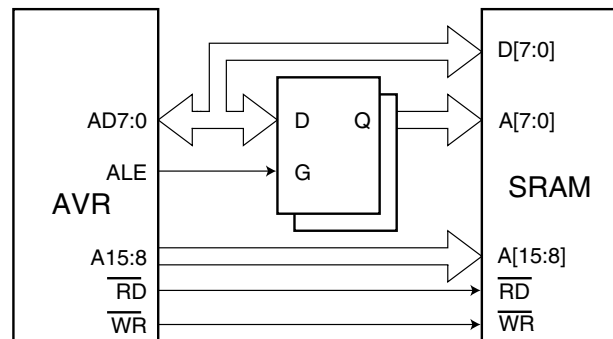 D[7:0]
AD7:0
D
Q
A[7:0]
ALE
G
AVR
SRAM
A15:8
A[15:8]
RD
RD
WR
WR